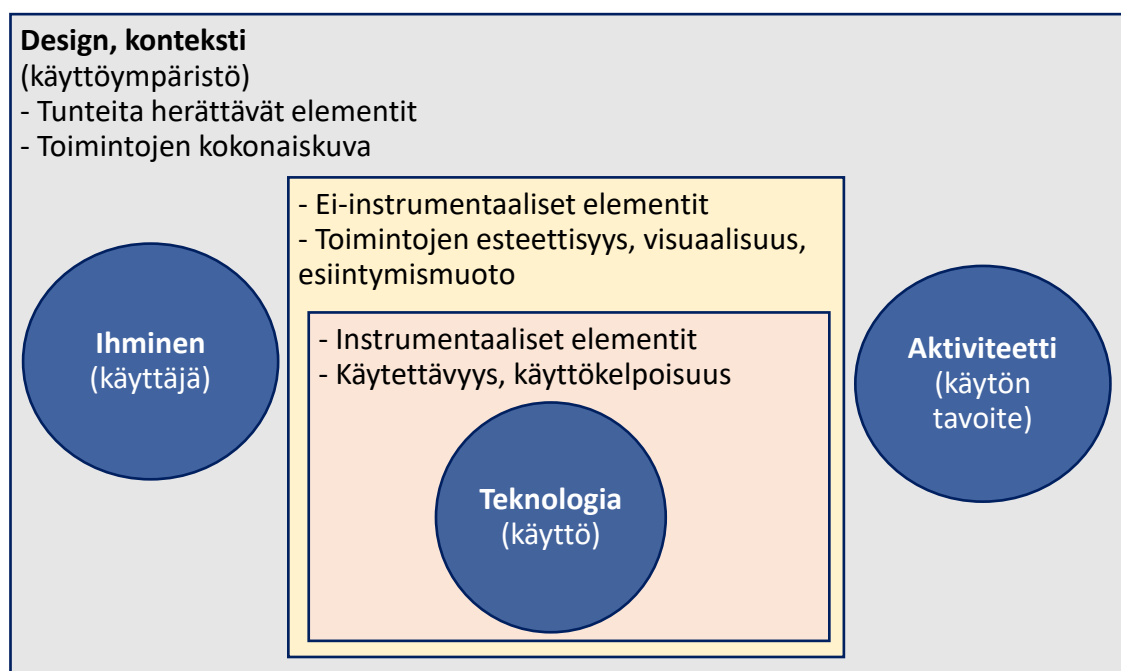 Design, konteksti
(käyttöympäristö)
- Tunteita herättävät elementit
- Toimintojen kokonaiskuva
- Ei-instrumentaaliset elementit
- Toimintojen esteettisyys, visuaalisuus,
esiintymismuoto
Ihminen
(käyttäjä)
- Instrumentaaliset elementit
- Käytettävyys, käyttökelpoisuus
Aktiviteetti
(käytön
tavoite)
Teknologia
(käyttö)